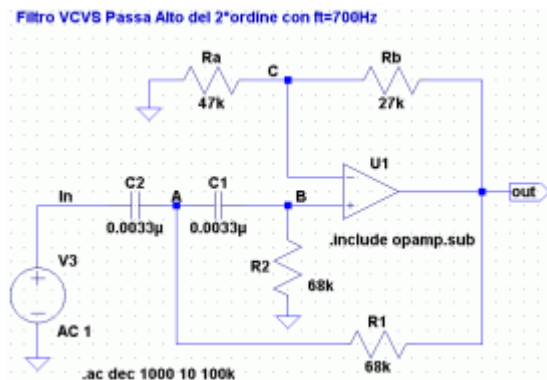 Filtro VCVS Passa Alto del 2°ordine con ft=700Hz
Ra
47k
C
Rb
27k
U1
out
In
C2
0.0033µ
A
C1
0.0033µ
B
.include opamp.sub
R2
68k
V3
AC 1
R1
68k
.ac dec 1000 10 100k